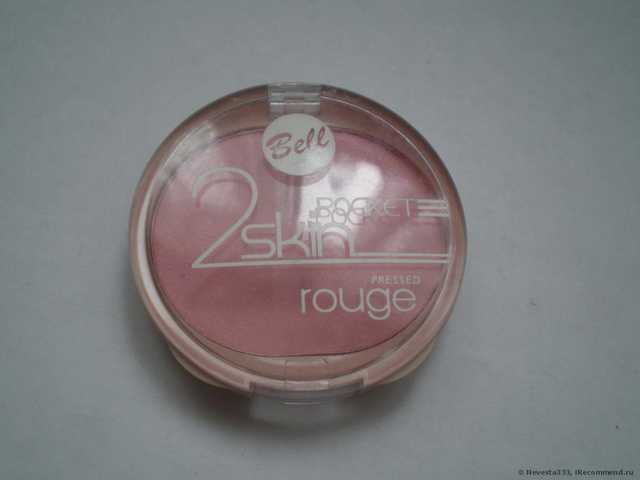 Bell
2skin
POCKET
PRESSED
rouge
© Nevesta333, iRecommend.ru